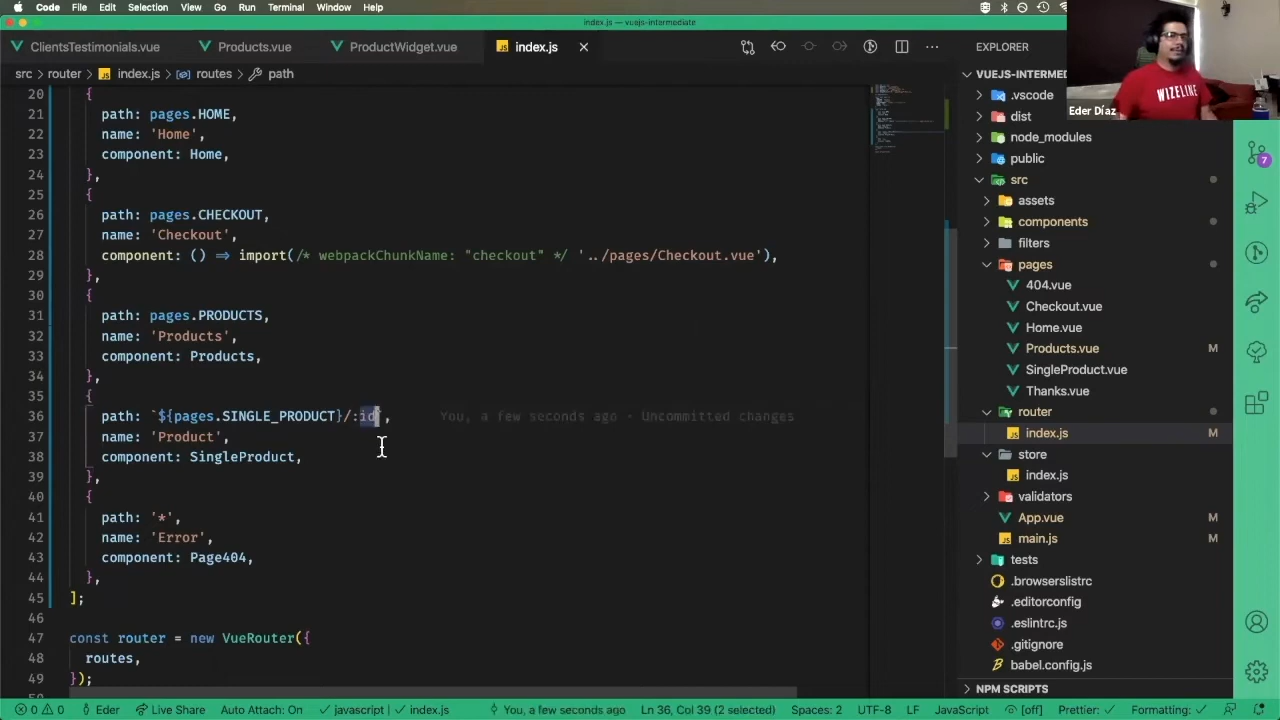 Code File Edit Selection View Go Run Terminal Window Help
index.js — vuejs-intermediate
ClientsTestimonials.vue Products.vue ProductWidget.vue JS index.js
EXPLORER
src › router › JS index.js › routes › path
VUEJS-INTERMED
20 {
21 path: pages.HOME,
22 name: 'Home',
23 component: Home,
24 },
25 {
26 path: pages.CHECKOUT,
27 name: 'Checkout',
28 component: () => import(/* webpackChunkName: "checkout" */ '../pages/Checkout.vue'),
29 },
30 {
31 path: pages.PRODUCTS,
32 name: 'Products',
33 component: Products,
34 },
35 {
36 path: `${pages.SINGLE_PRODUCT}/:id`, You, a few seconds ago · Uncommitted changes
37 name: 'Product',
38 component: SingleProduct,
39 },
40 {
41 path: '*',
42 name: 'Error',
43 component: Page404,
44 },
45 ];
46
47 const router = new VueRouter({
48 routes,
49 });
.vscode
dist
node_modules
public
src
assets
components
filters
pages
404.vue
Checkout.vue
Home.vue
Products.vue M
SingleProduct.vue
Thanks.vue
router
JS index.js M
store
JS index.js
validators
App.vue M
main.js M
tests
.browserslistrc
.editorconfig
.eslintrc.js
.gitignore
babel.config.js
NPM SCRIPTS
WIZELINE
Eder Díaz
7
0 0 Eder Live Share Auto Attach: On javascript | index.js You, a few seconds ago Ln 36, Col 39 (2 selected) Spaces: 2 UTF-8 LF JavaScript [off] Prettier: ✓ Formatting: ✓